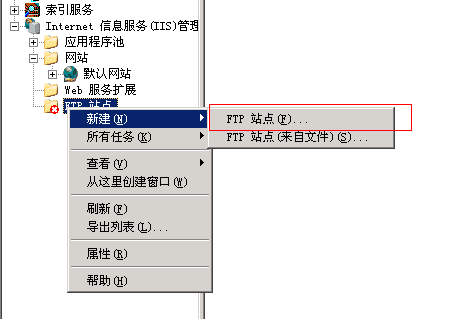 索引服务
Internet 信息服务(IIS)管理
应用程序池
网站
默认网站
Web 服务扩展
FTP 站点
新建(N)
FTP 站点(F)...
所有任务(K)
FTP 站点(来自文件)(S)...
查看(V)
从这里创建窗口(W)
刷新(F)
导出列表(L)...
属性(R)
帮助(H)